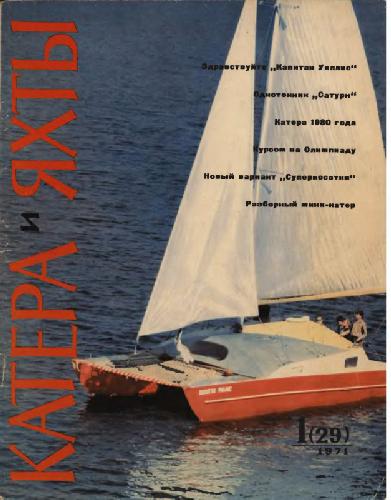 КАТЕРА И ЯХТЫ
Здравствуйте „Капитан Уиллис“
Однотонник „Сатурн“
Катера 1980 года
Курсом на Олимпиаду
Новый вариант „Суперкосатки“
Разборный мини-катер
1(29)
1971